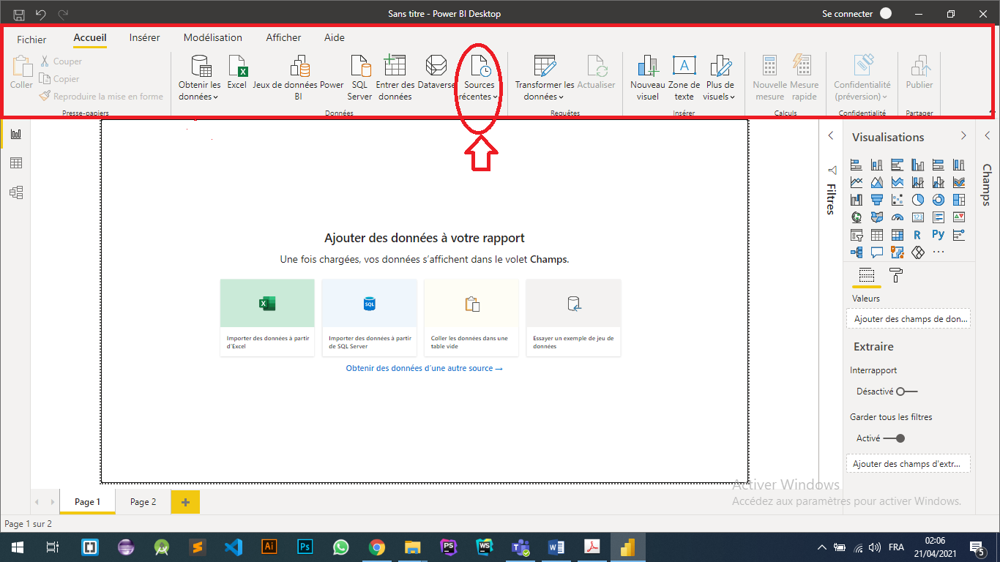 Sans titre - Power BI Desktop
Se connecter
Fichier Accueil Insérer Modélisation Afficher Aide
Coller
Couper
Copier
Reproduire la mise en forme
Presse-papiers
Obtenir les
données
Excel
Jeux de données Power
BI
SQL
Server
Entrer des
données
Dataverse
Sources
récentes
Données
Transformer les
données
Actualiser
Requêtes
Nouveau
visuel
Zone de
texte
Plus de
visuels
Insérer
Nouvelle
mesure
Mesure
rapide
Calculs
Confidentialité
(préversion)
Confidentialité
Publier
Partager
Ajouter des données à votre rapport
Une fois chargées, vos données s'affichent dans le volet Champs.
Importer des données à partir
d'Excel
SQL
Importer des données à partir
de SQL Server
Coller les données dans une
table vide
Essayer un exemple de jeu de
données
Obtenir des données d'une autre source →
Filtres
Visualisations
123
R
Py
Valeurs
Ajouter des champs de don...
Extraire
Interrapport
Désactivé
Garder tous les filtres
Activé
Ajouter des champs d'extr...
Champs
Activer Windows
Accédez aux paramètres pour activer Windows.
Page 1
Page 2
+
Page 1 sur 2
Ai
Ps
PS
WS
FRA
02:06
21/04/2021
5